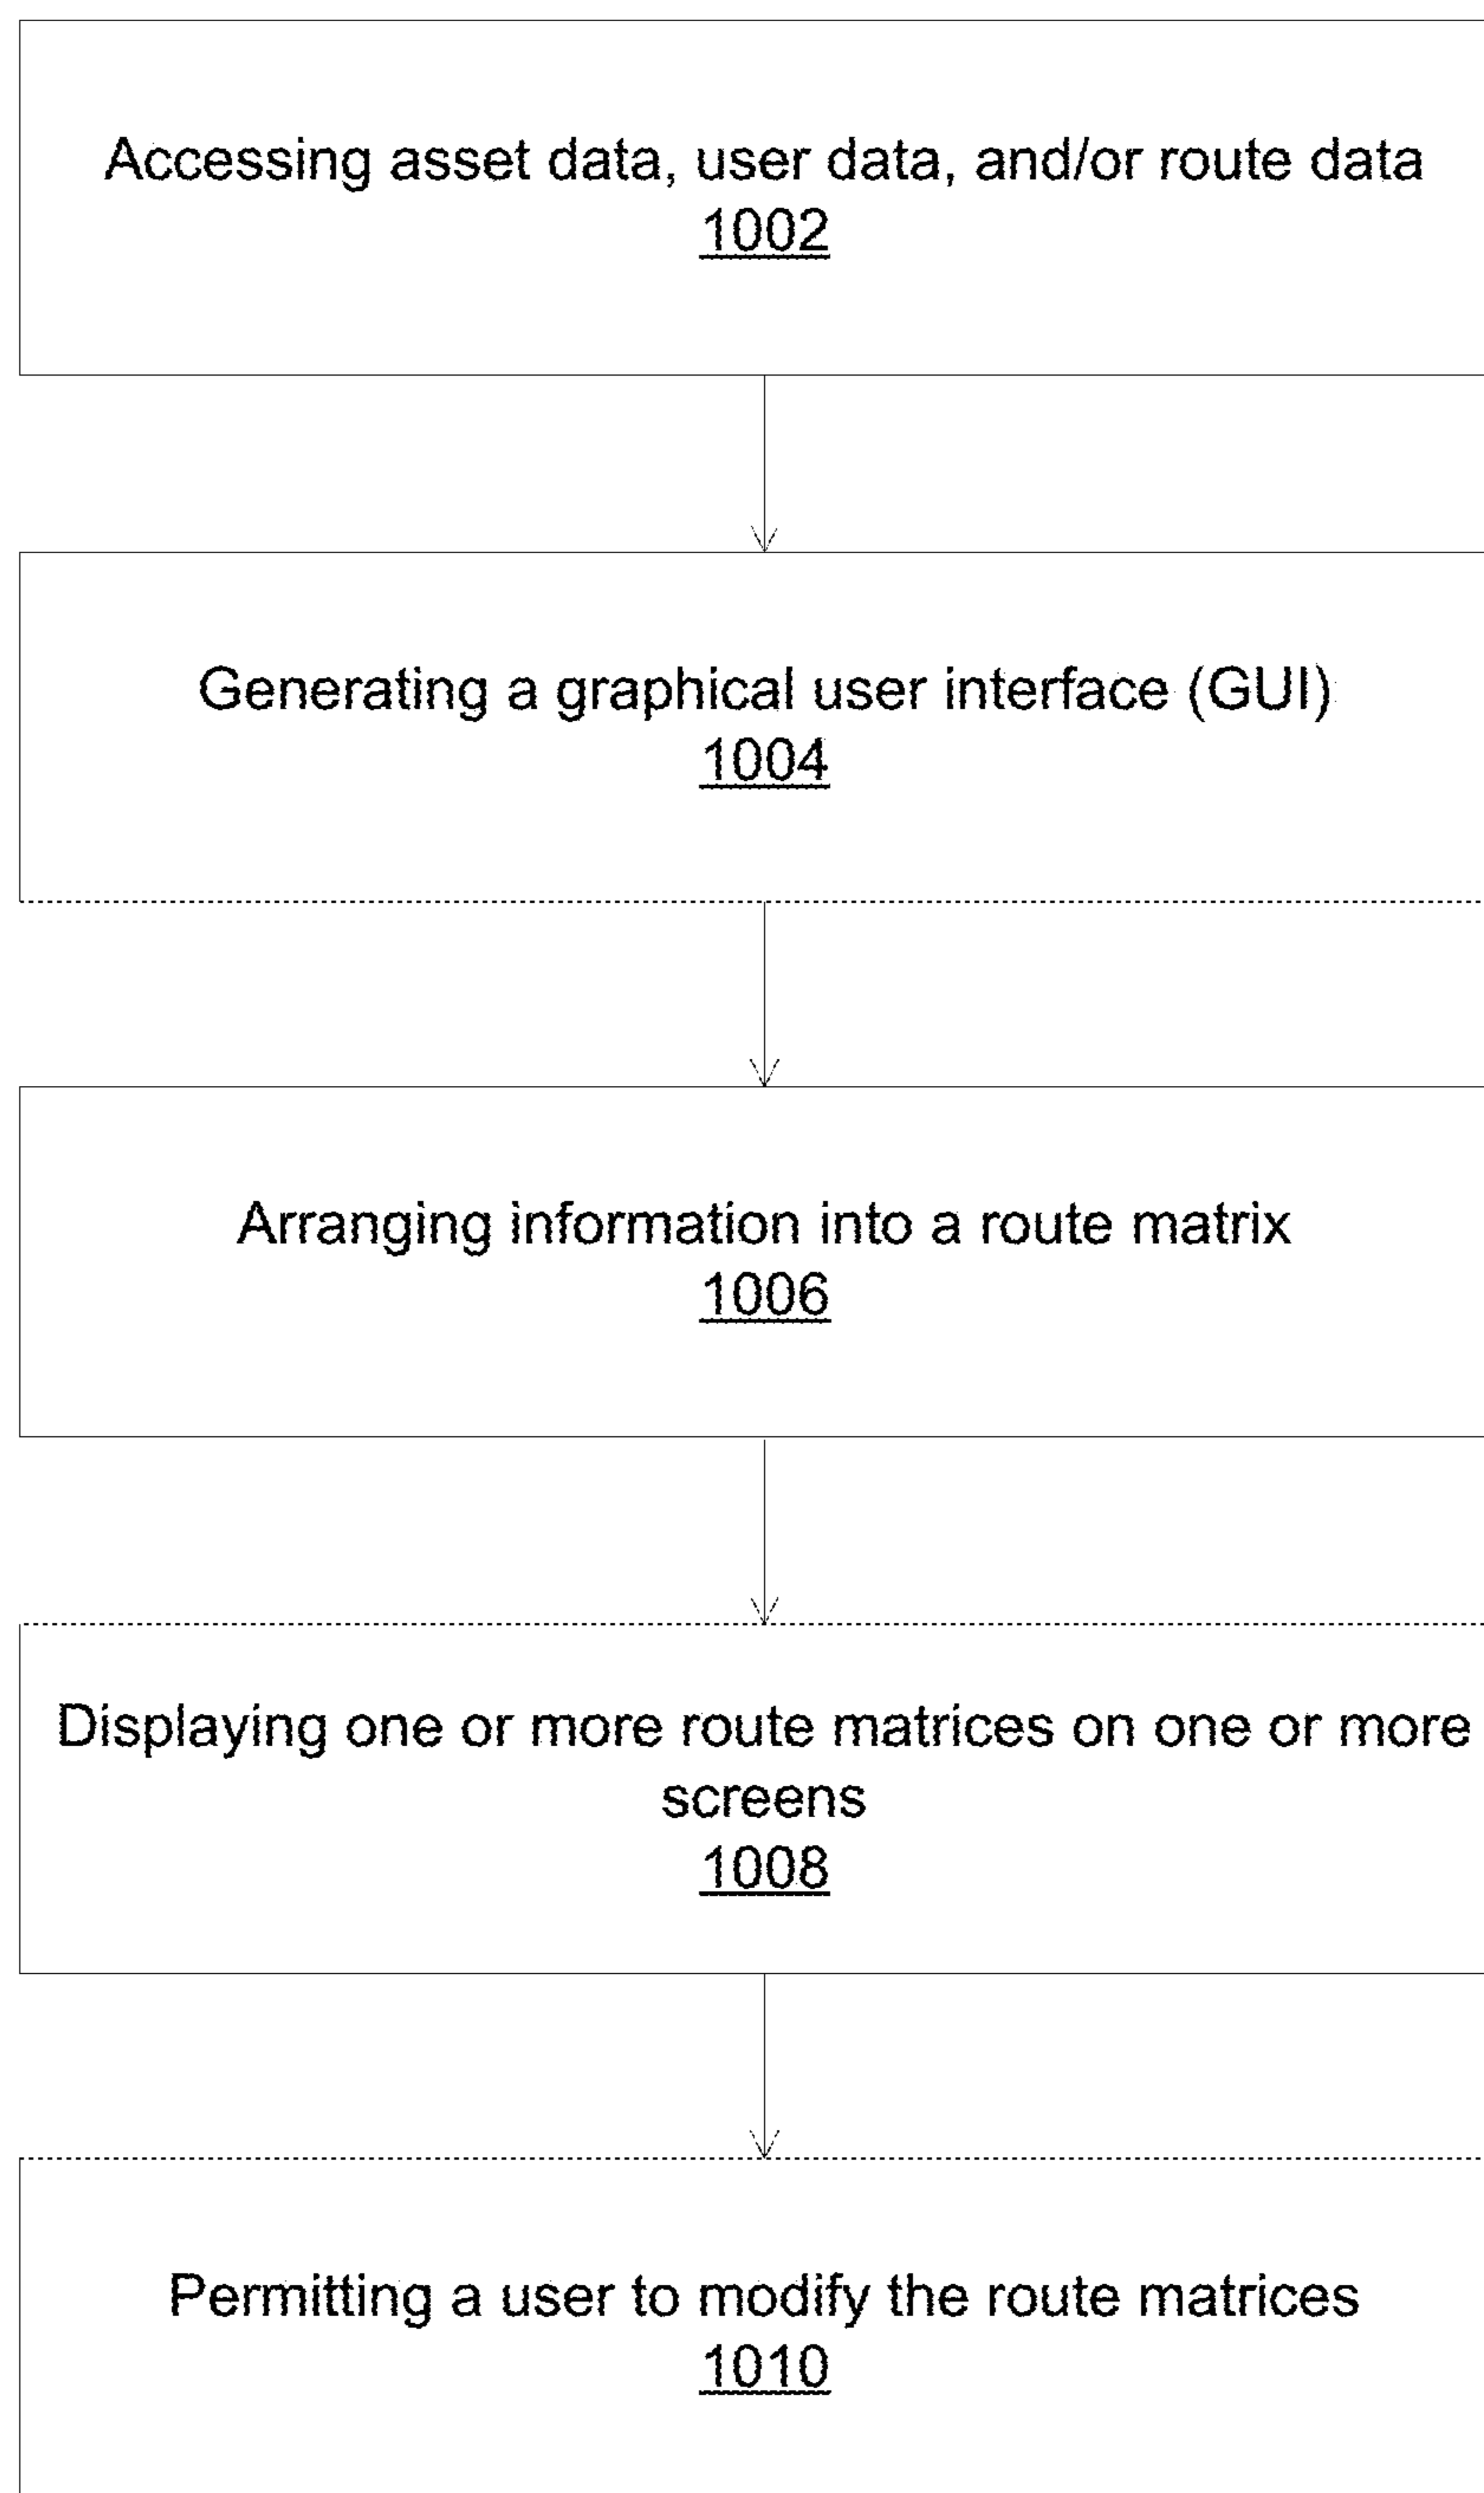 Accessing asset data, user data, and/or route data
1002
Generating a graphical user interface (GUI)
1004
Arranging information into a route matrix
1006
Displaying one or more route matrices on one or more
screens
1008
Permitting a user to modify the route matrices
1010